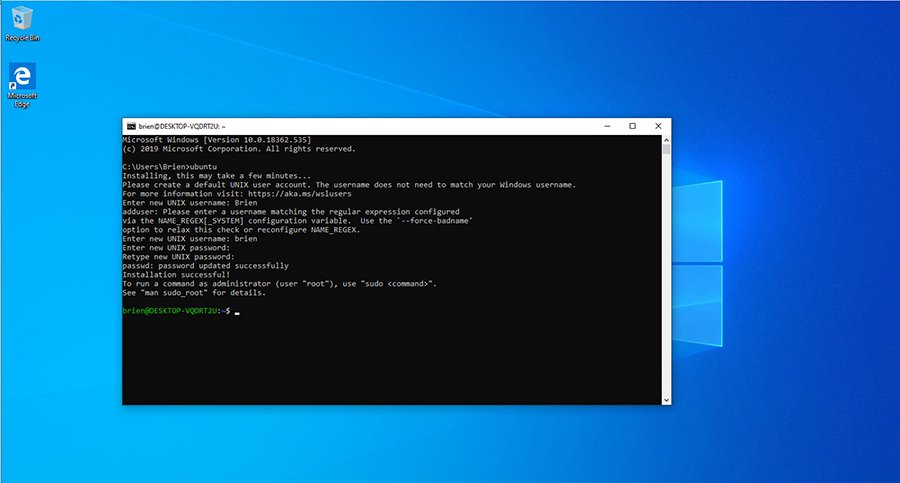 Recycle Bin
Microsoft
Edge
brien@DESKTOP-VQDRT2U: ~
Microsoft Windows [Version 10.0.18362.535]
(c) 2019 Microsoft Corporation. All rights reserved.
C:\Users\Brien>ubuntu
Installing, this may take a few minutes...
Please create a default UNIX user account. The username does not need to match your Windows username.
For more information visit: https://aka.ms/wslusers
Enter new UNIX username: Brien
adduser: Please enter a username matching the regular expression configured
via the NAME_REGEX[_SYSTEM] configuration variable.  Use the `--force-badname'
option to relax this check or reconfigure NAME_REGEX.
Enter new UNIX username: brien
Enter new UNIX password:
Retype new UNIX password:
passwd: password updated successfully
Installation successful!
To run a command as administrator (user "root"), use "sudo <command>".
See "man sudo_root" for details.
brien@DESKTOP-VQDRT2U:~$